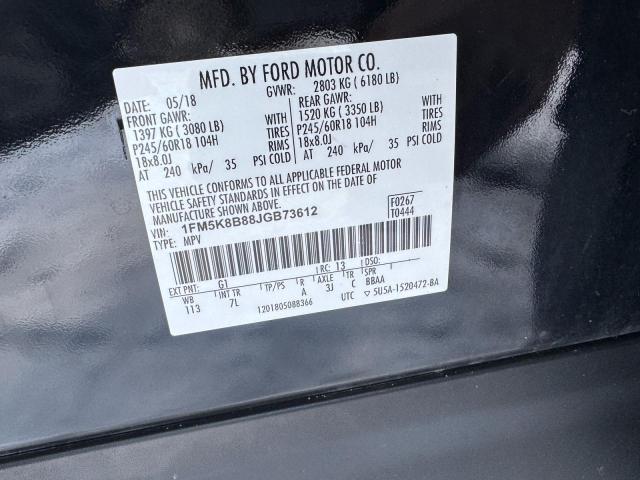 MFD. BY FORD MOTOR CO.
DATE: 05/18 GVWR: 2803 KG ( 6180 LB)
FRONT GAWR: REAR GAWR:
1397 KG ( 3080 LB) WITH 1520 KG ( 3350 LB) WITH
P245/60R18 104H TIRES P245/60R18 104H TIRES
18x8.0J RIMS 18x8.0J RIMS
AT 240 kPa/ 35 PSI COLD AT 240 kPa/ 35 PSI COLD
THIS VEHICLE CONFORMS TO ALL APPLICABLE FEDERAL MOTOR
VEHICLE SAFETY STANDARDS IN EFFECT ON THE DATE OF
MANUFACTURE SHOWN ABOVE.
VIN: 1FM5K8B88JGB73612 F0267
TYPE: MPV T0444
EXT PNT: G1 RC: 13 DSO:
WB INT TR TP/PS R AXLE TR SPR
113 7L A 3J C BBAA
1201805088366 UTC ▽ 5U5A-1520472-BA